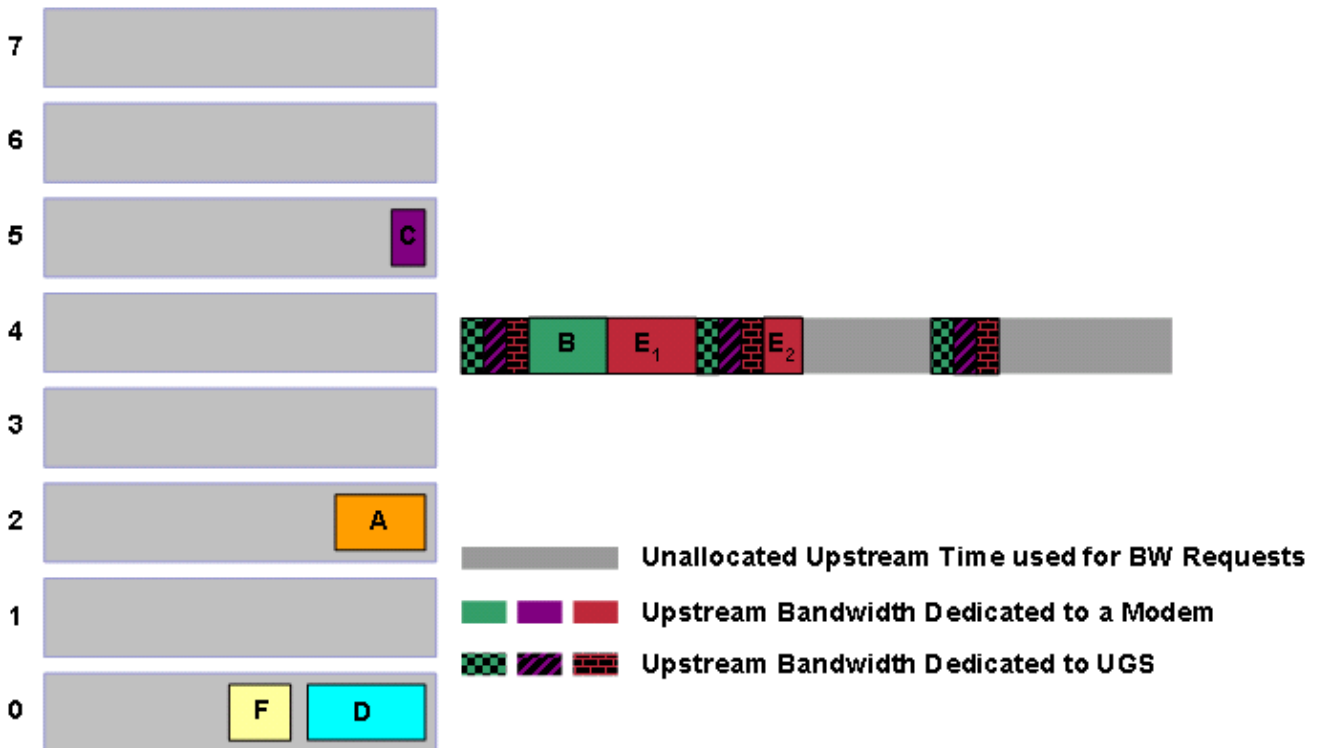 7
6
5
C
4
B
E1
E2
3
2
A
Unallocated Upstream Time used for BW Requests
1
Upstream Bandwidth Dedicated to a Modem
Upstream Bandwidth Dedicated to UGS
0
F
D